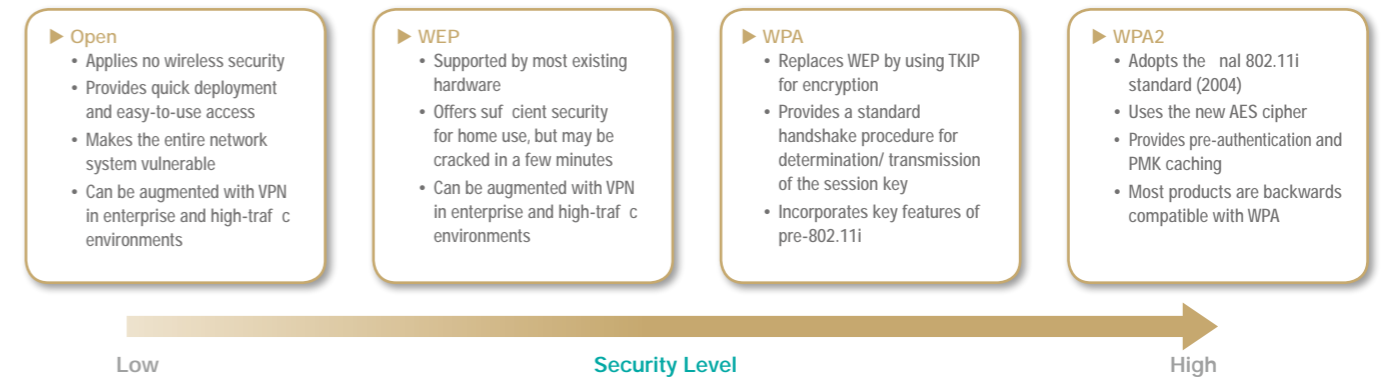 ▶ Open
• Applies no wireless security
• Provides quick deployment
and easy-to-use access
• Makes the entire network
system vulnerable
• Can be augmented with VPN
in enterprise and high-traf c
environments
▶ WEP
• Supported by most existing
hardware
• Offers suf cient security
for home use, but may be
cracked in a few minutes
• Can be augmented with VPN
in enterprise and high-traf c
environments
▶ WPA
• Replaces WEP by using TKIP
for encryption
• Provides a standard
handshake procedure for
determination/ transmission
of the session key
• Incorporates key features of
pre-802.11i
▶ WPA2
• Adopts the nal 802.11i
standard (2004)
• Uses the new AES cipher
• Provides pre-authentication and
PMK caching
• Most products are backwards
compatible with WPA
Low Security Level High